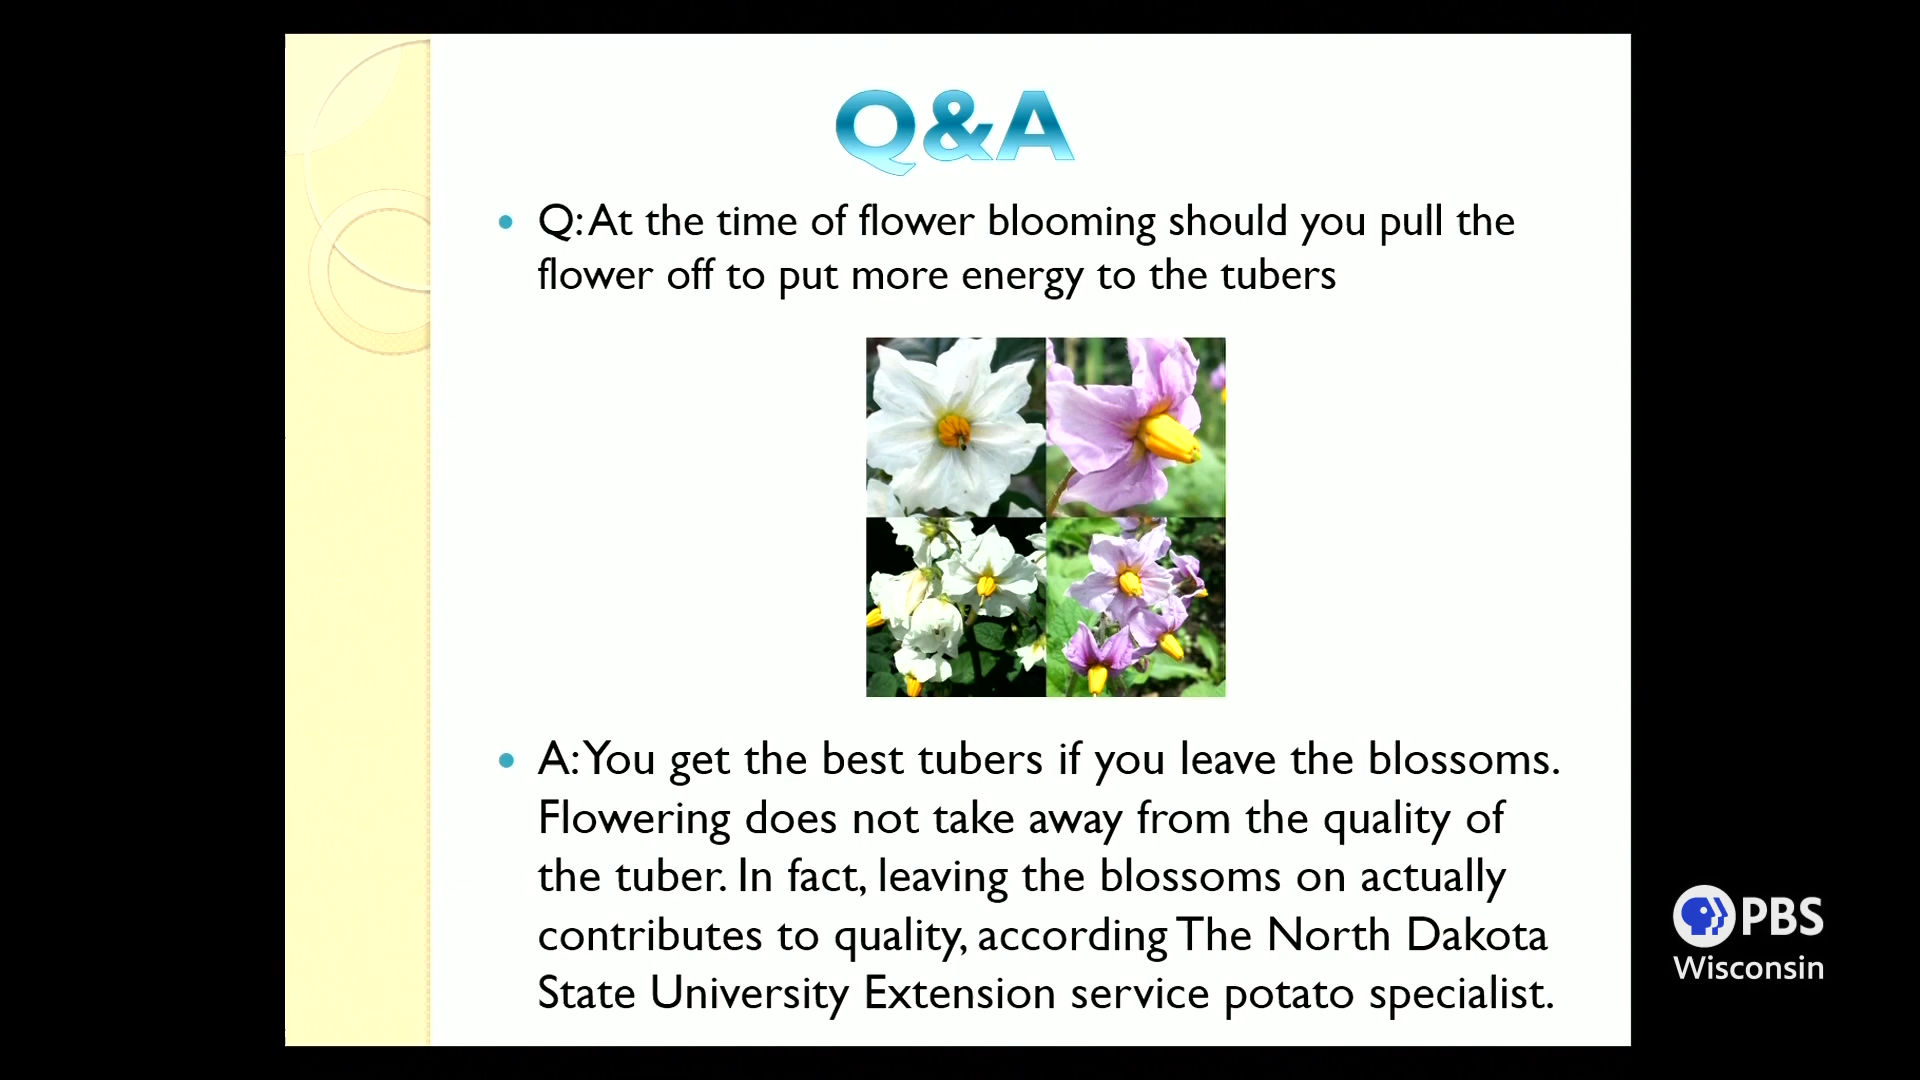 Q&A
• Q: At the time of flower blooming should you pull the
flower off to put more energy to the tubers
• A: You get the best tubers if you leave the blossoms.
Flowering does not take away from the quality of
the tuber. In fact, leaving the blossoms on actually
contributes to quality, according The North Dakota
State University Extension service potato specialist.
PBS
Wisconsin